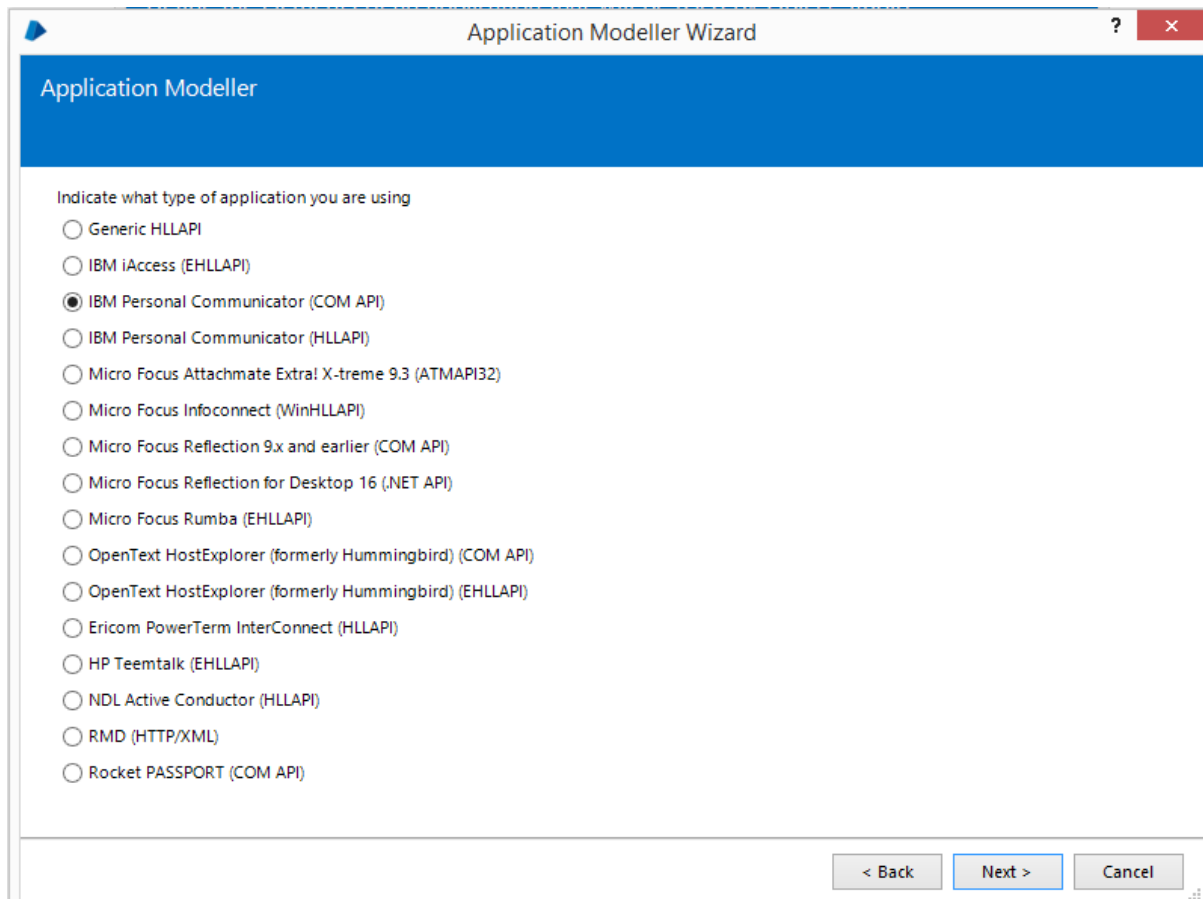 Application Modeller Wizard
?
Application Modeller
Indicate what type of application you are using
Generic HLLAPI
IBM iAccess (EHLLAPI)
IBM Personal Communicator (COM API)
IBM Personal Communicator (HLLAPI)
Micro Focus Attachmate Extra! X-treme 9.3 (ATMAPI32)
Micro Focus Infoconnect (WinHLLAPI)
Micro Focus Reflection 9.x and earlier (COM API)
Micro Focus Reflection for Desktop 16 (.NET API)
Micro Focus Rumba (EHLLAPI)
OpenText HostExplorer (formerly Hummingbird) (COM API)
OpenText HostExplorer (formerly Hummingbird) (EHLLAPI)
Ericom PowerTerm InterConnect (HLLAPI)
HP Teemtalk (EHLLAPI)
NDL Active Conductor (HLLAPI)
RMD (HTTP/XML)
Rocket PASSPORT (COM API)
< Back Next > Cancel